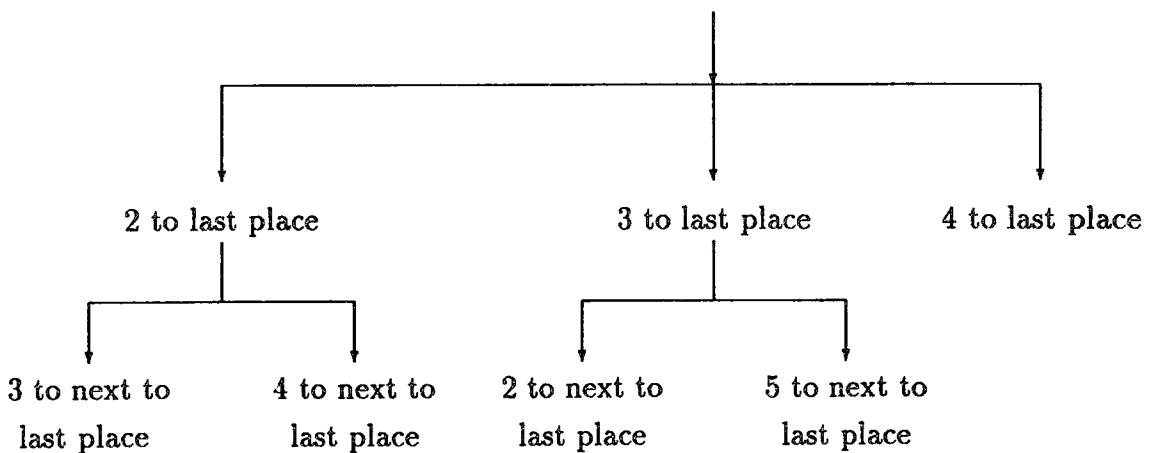 2 to last place
3 to last place
4 to last place
3 to next to
last place
4 to next to
last place
2 to next to
last place
5 to next to
last place